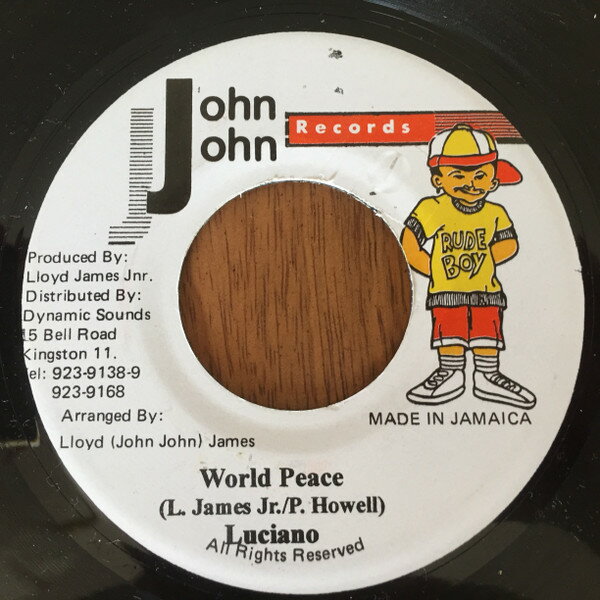 John
John
Records
RUDE
BOY
Produced By:
Lloyd James Jnr.
Distributed By:
Dynamic Sounds
15 Bell Road
Kingston 11.
Tel: 923-9138-9
923-9168
Arranged By:
Lloyd (John John) James
MADE IN JAMAICA
World Peace
(L. James Jr./P. Howell)
Luciano
All Rights Reserved